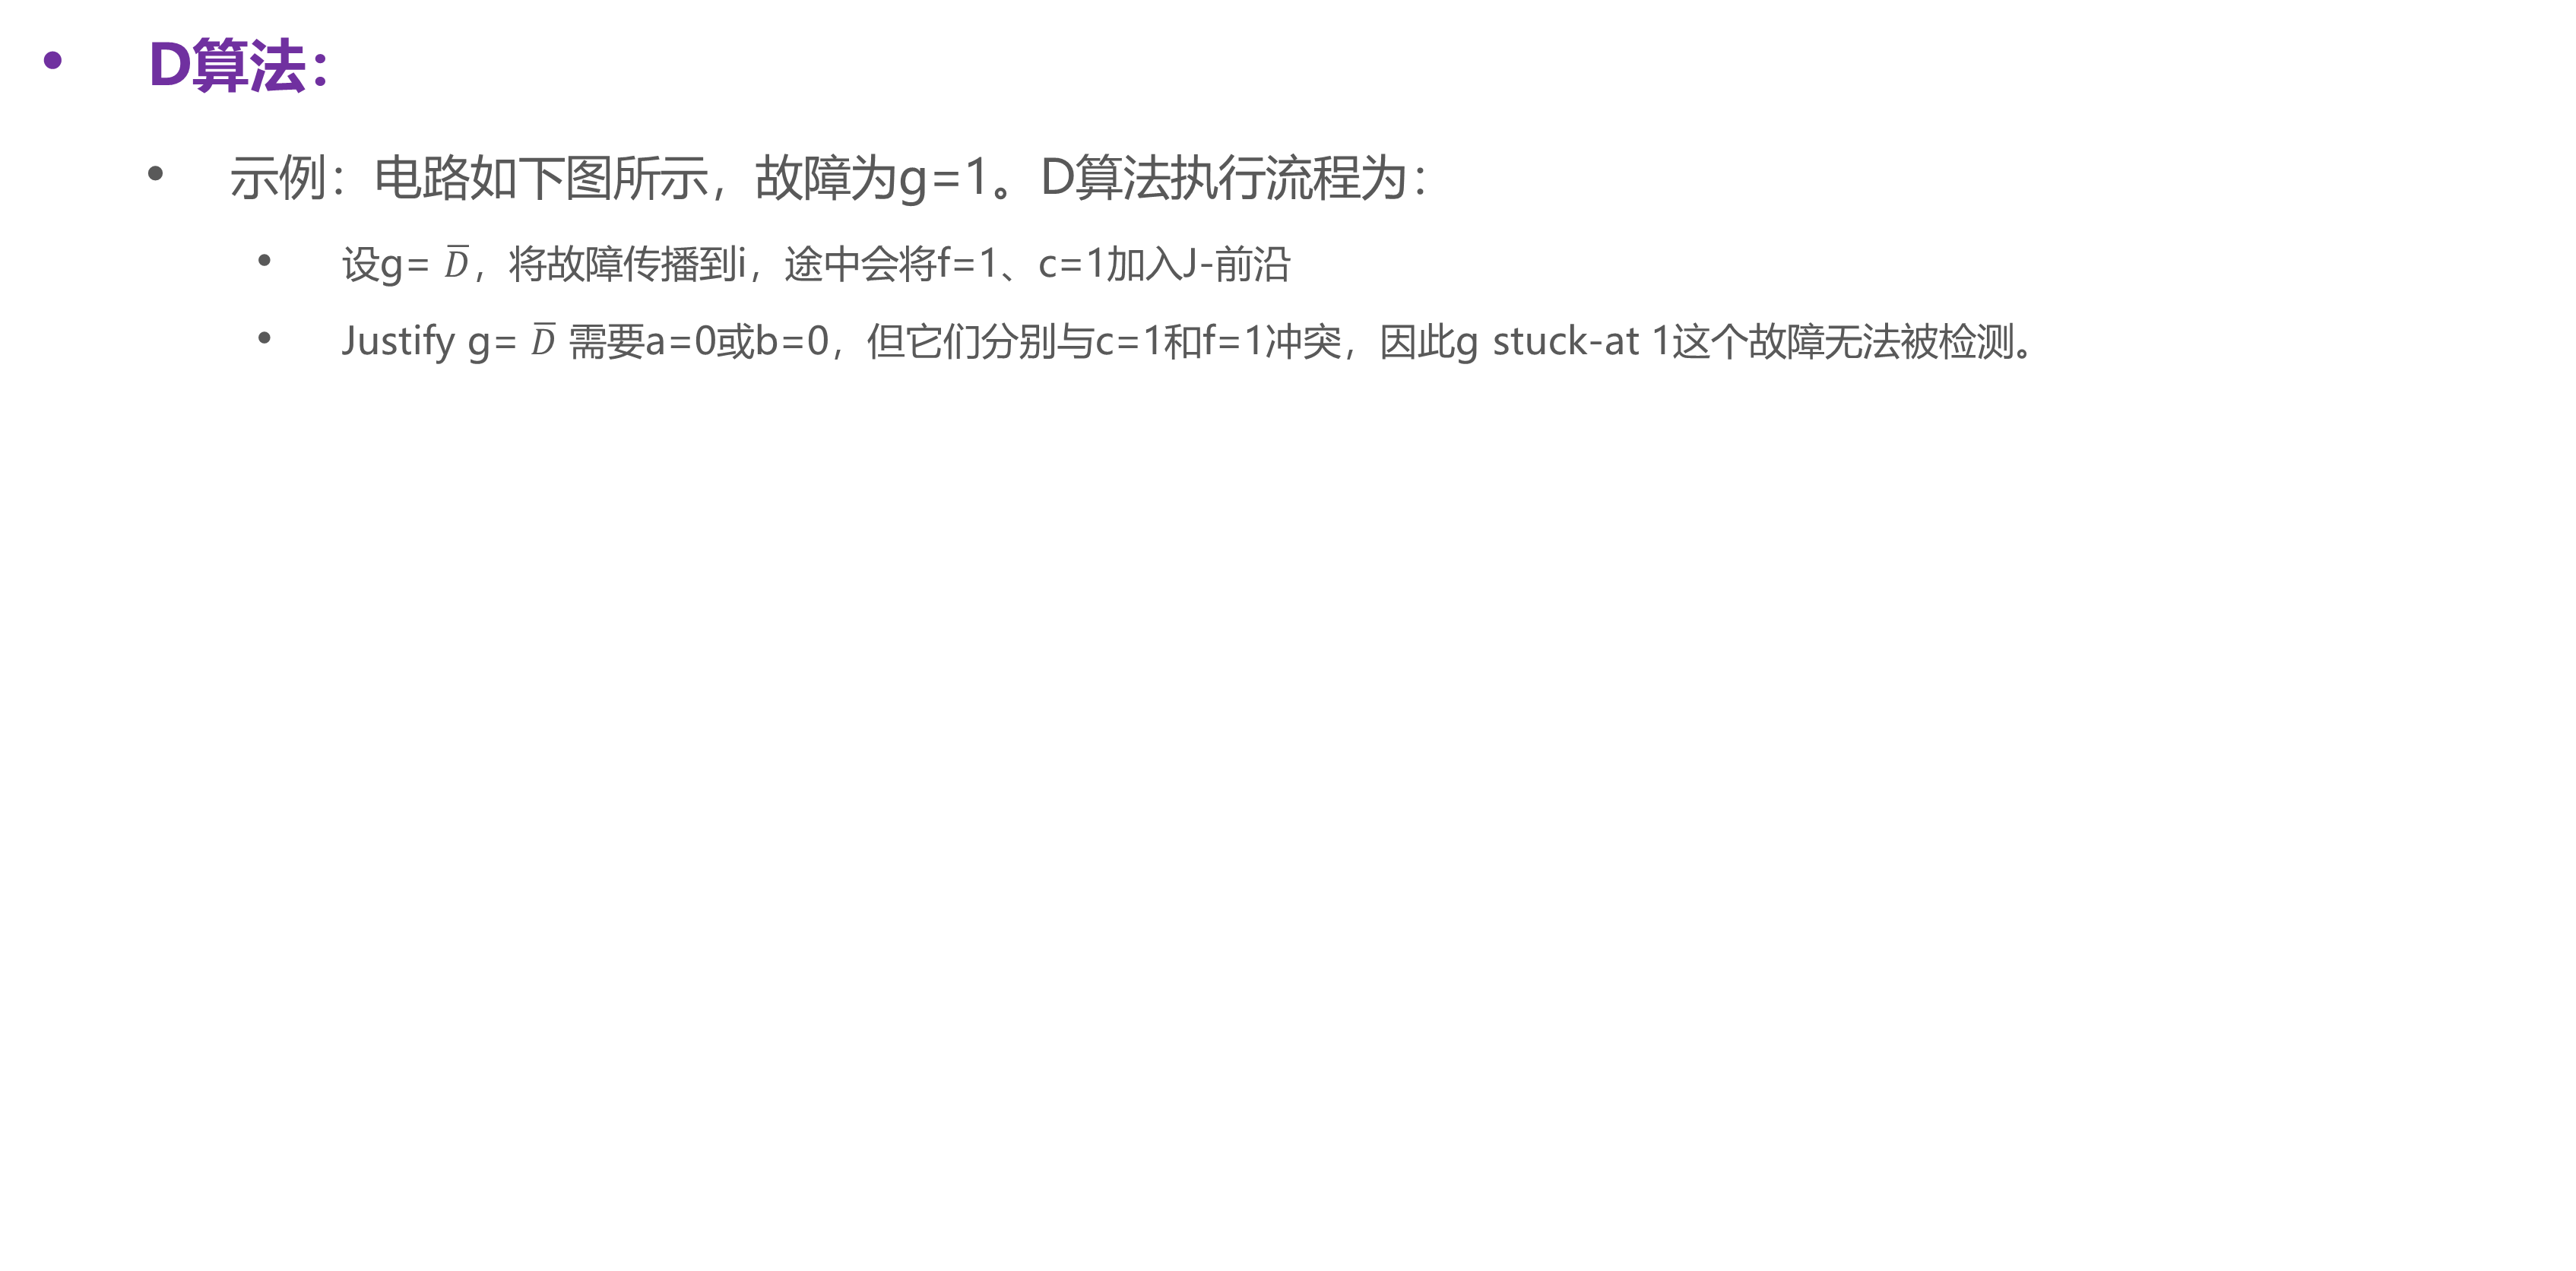 • D算法：
• 示例：电路如下图所示，故障为g=1。D算法执行流程为：
• 设g= D̅，将故障传播到i，途中会将f=1、c=1加入J-前沿
• Justify g= D̅ 需要a=0或b=0，但它们分别与c=1和f=1冲突，因此g stuck-at 1这个故障无法被检测。